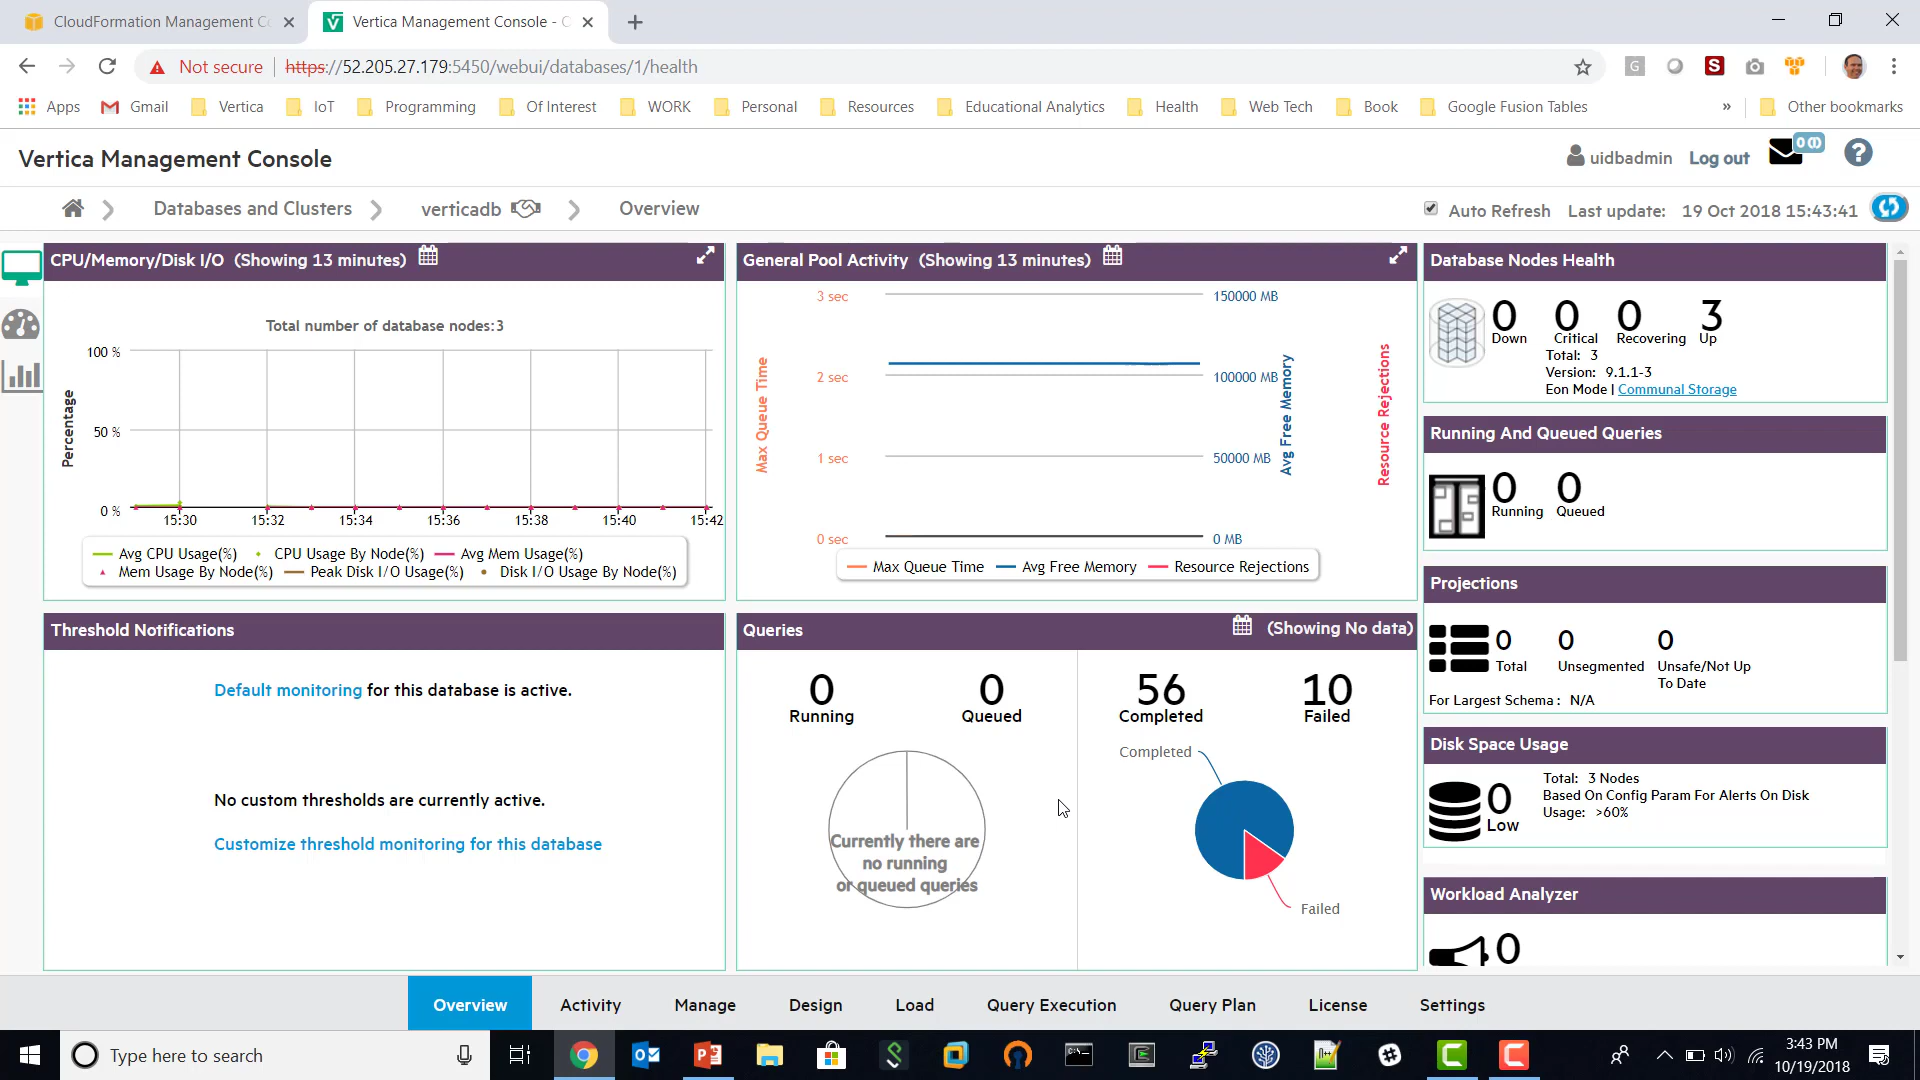 CloudFormation Management Co
Vertica Management Console - C
Not secure
https://52.205.27.179:5450/webui/databases/1/health
Apps
Gmail
Vertica
IoT
Programming
Of Interest
WORK
Personal
Resources
Educational Analytics
Health
Web Tech
Book
Google Fusion Tables
»
Other bookmarks
Vertica Management Console
uidbadmin
Log out
Databases and Clusters
verticadb
Overview
Auto Refresh
Last update: 19 Oct 2018 15:43:41
CPU/Memory/Disk I/O (Showing 13 minutes)
Total number of database nodes:3
Percentage
100 %
50 %
0 %
15:30 15:32 15:34 15:36 15:38 15:40 15:42
Avg CPU Usage(%) CPU Usage By Node(%) Avg Mem Usage(%)
Mem Usage By Node(%) Peak Disk I/O Usage(%) Disk I/O Usage By Node(%)
General Pool Activity (Showing 13 minutes)
Max Queue Time
3 sec
2 sec
1 sec
0 sec
150000 MB
100000 MB
50000 MB
0 MB
Avg Free Memory
Resource Rejections
Max Queue Time Avg Free Memory Resource Rejections
Threshold Notifications
Default monitoring for this database is active.
No custom thresholds are currently active.
Customize threshold monitoring for this database
Queries
(Showing No data)
0 0
Running Queued
Currently there are
no running
or queued queries
56 10
Completed Failed
Completed
Failed
Database Nodes Health
0 0 0 3
Down Critical Recovering Up
Total: 3
Version: 9.1.1-3
Eon Mode | Communal Storage
Running And Queued Queries
0 0
Running Queued
Projections
0 0 0
Total Unsegmented Unsafe/Not Up
To Date
For Largest Schema : N/A
Disk Space Usage
0
Low
Total: 3 Nodes
Based On Config Param For Alerts On Disk
Usage: >60%
Workload Analyzer
0
Overview
Activity
Manage
Design
Load
Query Execution
Query Plan
License
Settings
Type here to search
3:43 PM
10/19/2018